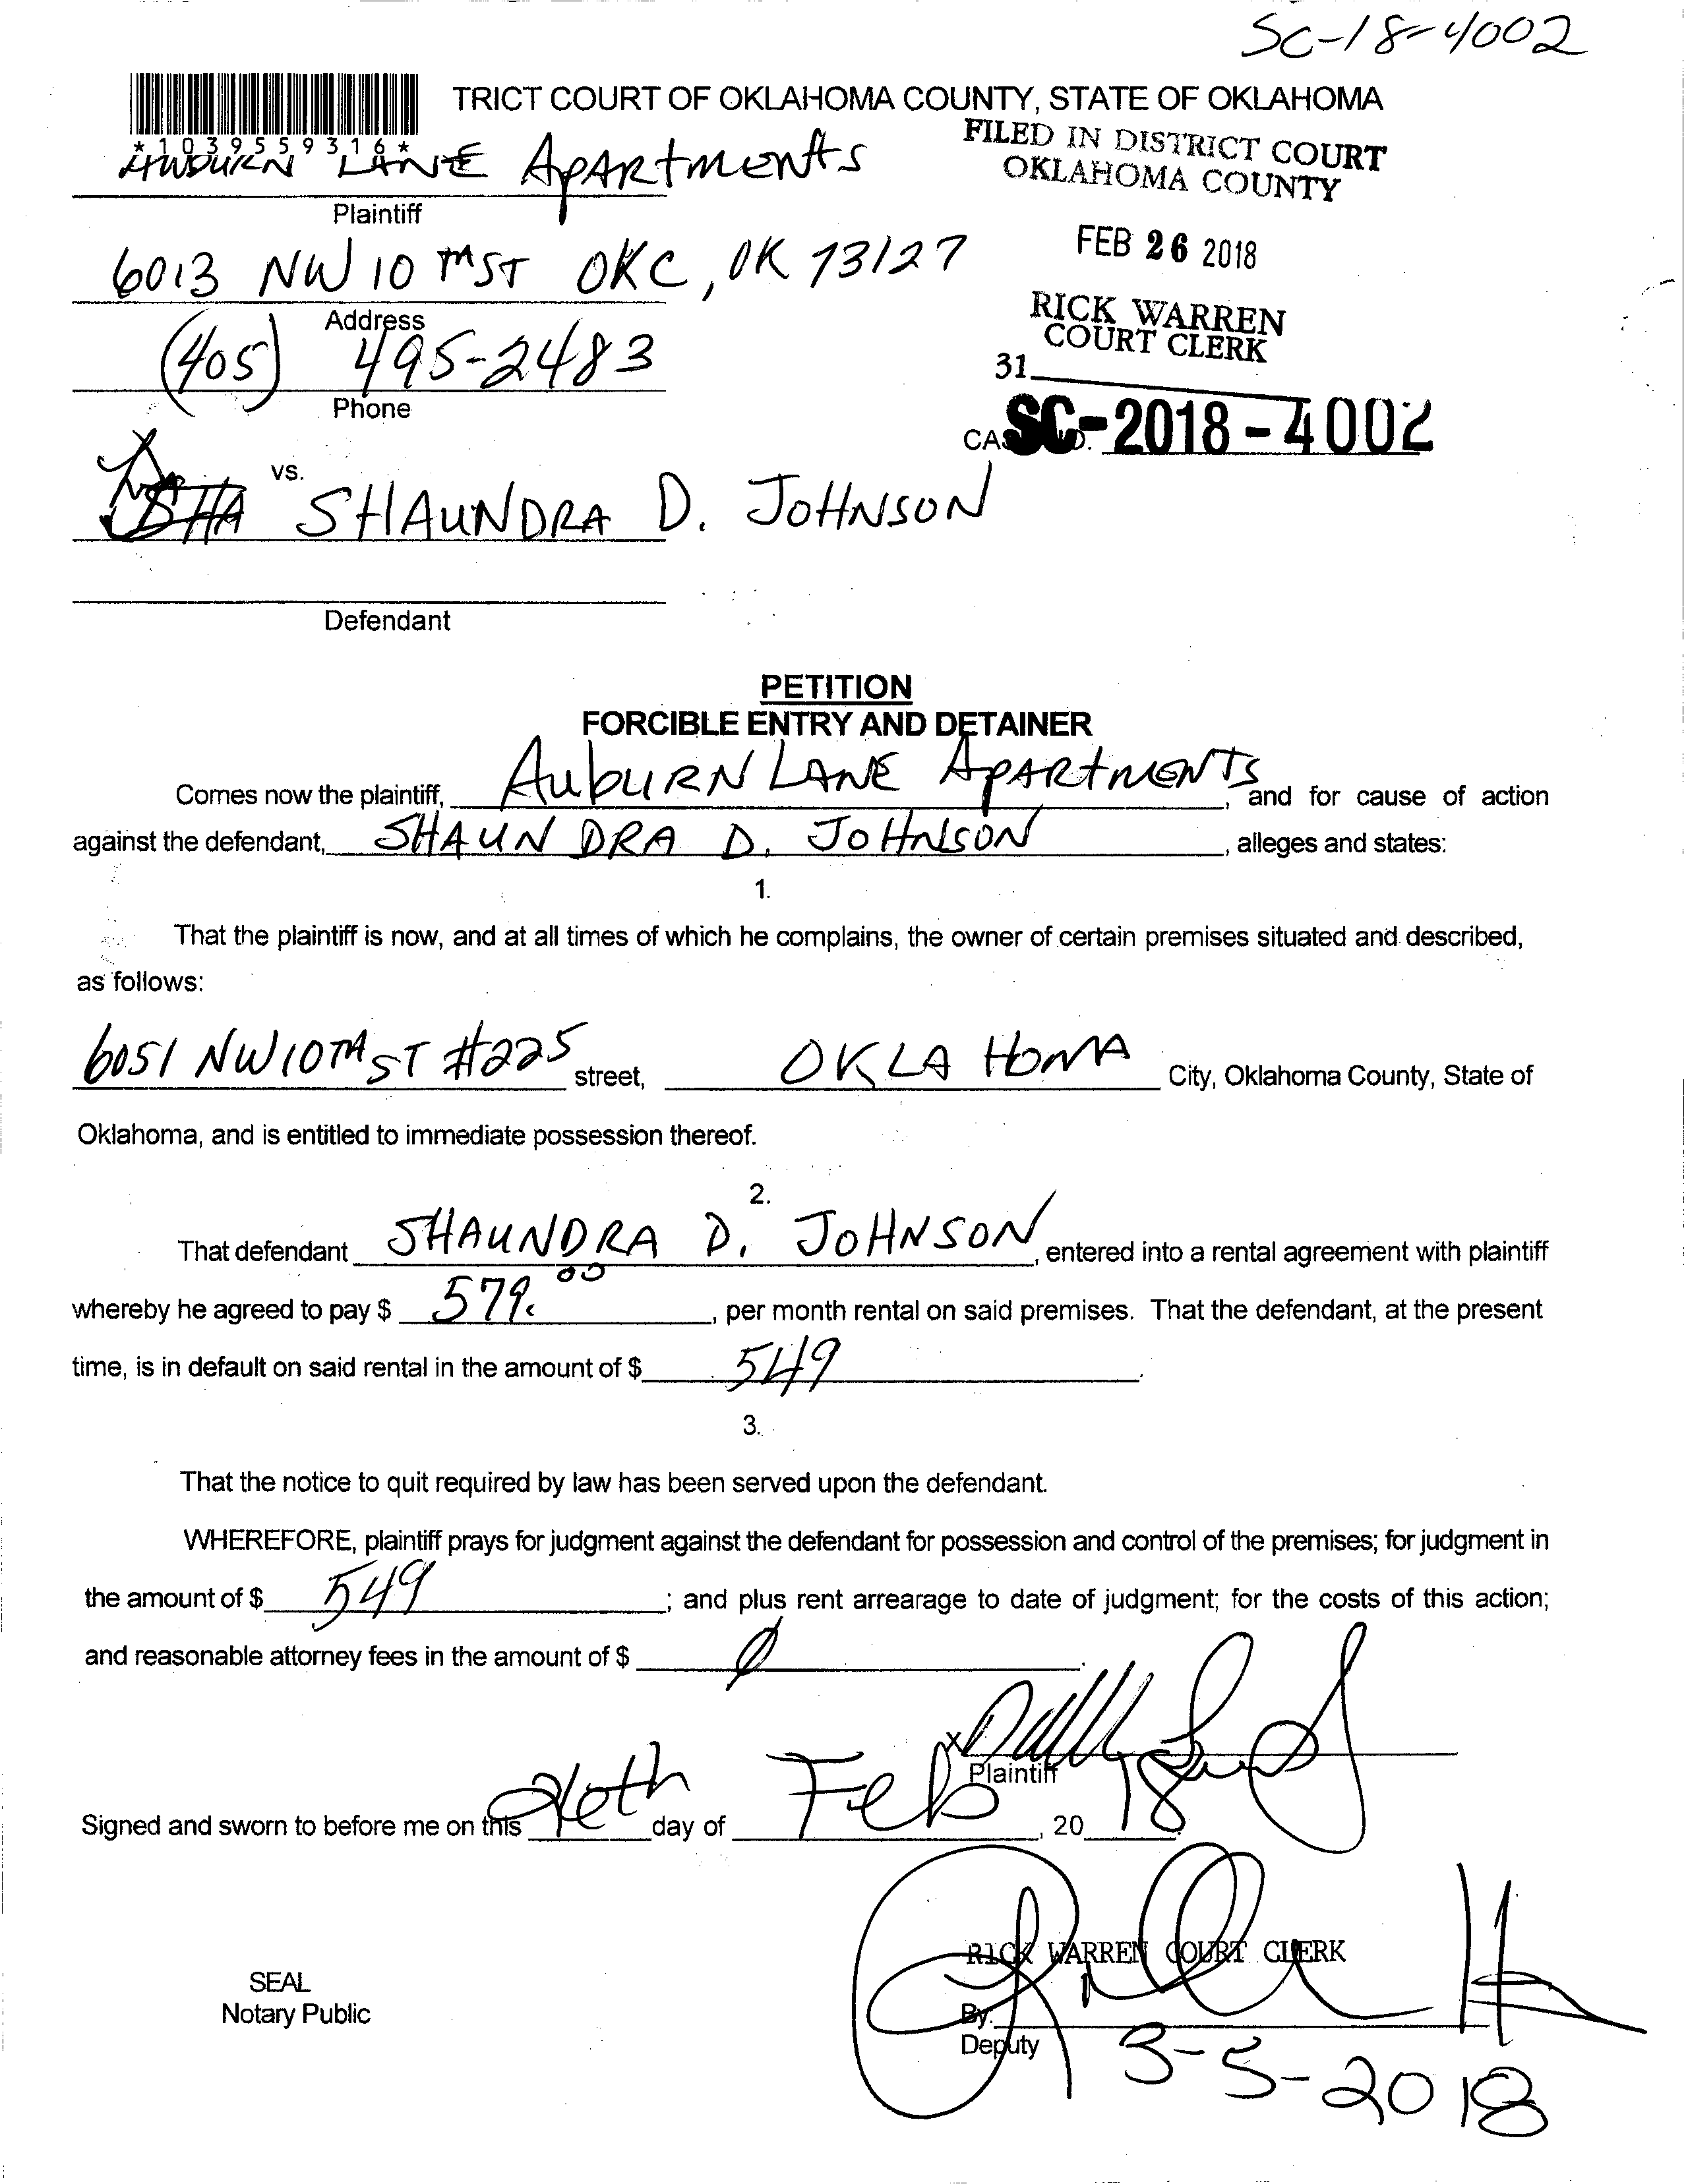 SC-18-4002
TRICT COURT OF OKLAHOMA COUNTY, STATE OF OKLAHOMA
*1039559316*
AUBURN LANE APARtMENTS
FILED IN DISTRICT COURT
OKLAHOMA COUNTY
Plaintiff
FEB 26 2018
6013 NW 10TH ST OKC, OK 73127
Address
RICK WARREN
COURT CLERK
31
(405) 495-2483
Phone
SC-2018-4002
vs.
SHAUNDRA D. JOHNSON
Defendant
PETITION
FORCIBLE ENTRY AND DETAINER
Comes now the plaintiff, AubURN LANE APARtMENTS, and for cause of action
against the defendant, SHAUNDRA D. JOHNSON, alleges and states:
1.
That the plaintiff is now, and at all times of which he complains, the owner of certain premises situated and described,
as follows:
6051 NW 10TH ST #225 street, OKLAHOMA City, Oklahoma County, State of
Oklahoma, and is entitled to immediate possession thereof.
2.
That defendant SHAUNDRA D. JOHNSON, entered into a rental agreement with plaintiff
whereby he agreed to pay $ 579.00, per month rental on said premises. That the defendant, at the present
time, is in default on said rental in the amount of $ 549.
3.
That the notice to quit required by law has been served upon the defendant.
WHEREFORE, plaintiff prays for judgment against the defendant for possession and control of the premises; for judgment in
the amount of $ 549; and plus rent arrearage to date of judgment; for the costs of this action;
and reasonable attorney fees in the amount of $ Ø.
X
Plaintiff
Signed and sworn to before me on this 26th day of Feb, 2018.
RICK WARREN COURT CLERK
SEAL
Notary Public
By:
Deputy
3-5-2018